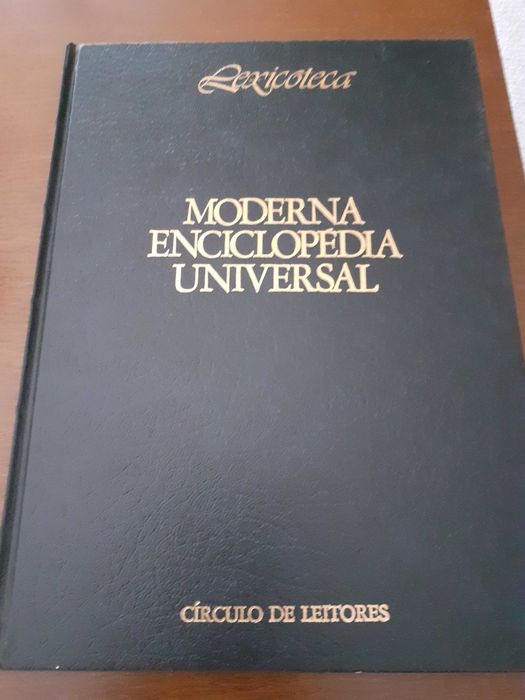 Lexicoteca
MODERNA
ENCICLOPÉDIA
UNIVERSAL
CÍRCULO DE LEITORES